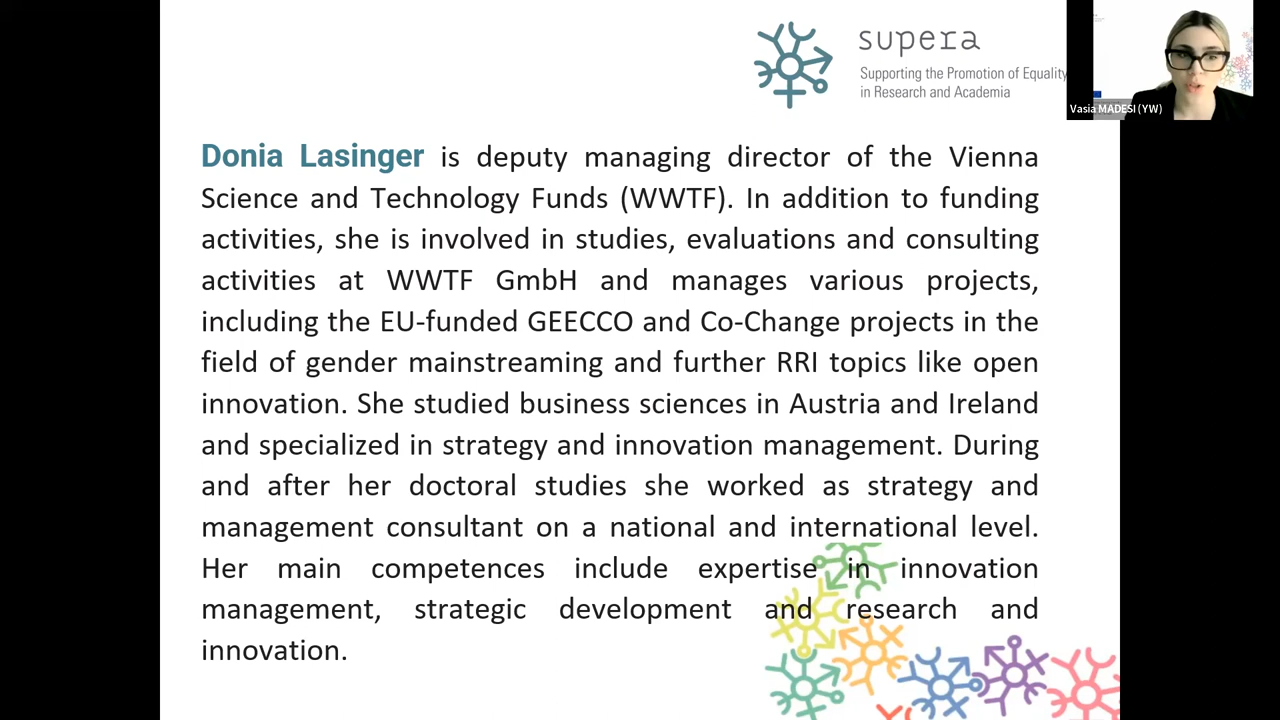 supera
Supporting the Promotion of Equality
in Research and Academia
Vasia MADESI (YW)
Donia Lasinger is deputy managing director of the Vienna
Science and Technology Funds (WWTF). In addition to funding
activities, she is involved in studies, evaluations and consulting
activities at WWTF GmbH and manages various projects,
including the EU-funded GEECCO and Co-Change projects in the
field of gender mainstreaming and further RRI topics like open
innovation. She studied business sciences in Austria and Ireland
and specialized in strategy and innovation management. During
and after her doctoral studies she worked as strategy and
management consultant on a national and international level.
Her main competences include expertise in innovation
management, strategic development and research and
innovation.